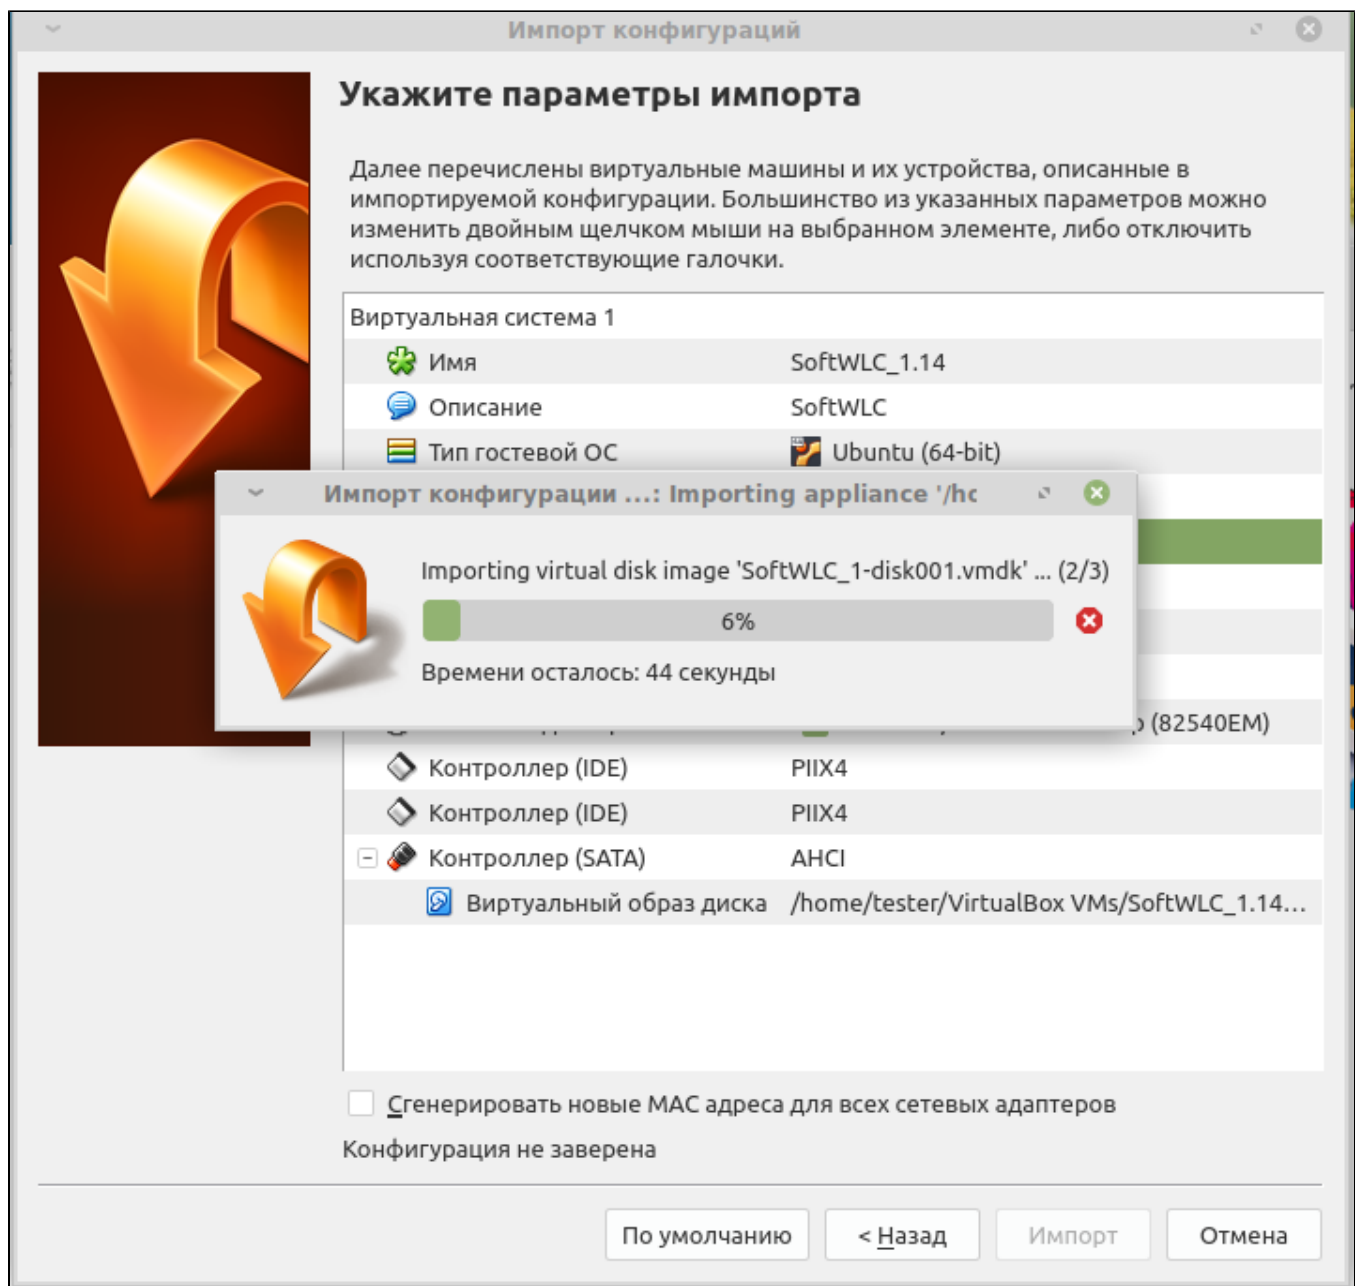 Импорт конфигураций
Укажите параметры импорта
Далее перечислены виртуальные машины и их устройства, описанные в
импортируемой конфигурации. Большинство из указанных параметров можно
изменить двойным щелчком мыши на выбранном элементе, либо отключить
используя соответствующие галочки.
Виртуальная система 1
Имя SoftWLC_1.14
Описание SoftWLC
Тип гостевой ОС Ubuntu (64-bit)
Импорт конфигурации ...: Importing appliance '/hc
Importing virtual disk image 'SoftWLC_1-disk001.vmdk' ... (2/3)
6%
Времени осталось: 44 секунды
(82540EM)
Контроллер (IDE) PIIX4
Контроллер (IDE) PIIX4
Контроллер (SATA) AHCI
Виртуальный образ диска /home/tester/VirtualBox VMs/SoftWLC_1.14...
Сгенерировать новые MAC адреса для всех сетевых адаптеров
Конфигурация не заверена
По умолчанию < Назад Импорт Отмена